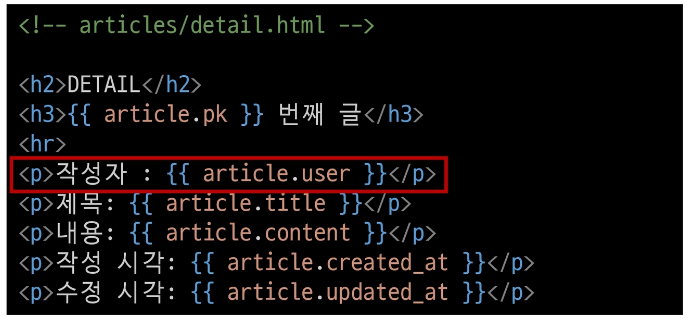 <!-- articles/detail.html -->
<h2>DETAIL</h2>
<h3>{{ article.pk }} 번째 글</h3>
<hr>
<p>작성자 : {{ article.user }}</p>
<p>제목: {{ article.title }}</p>
<p>내용: {{ article.content }}</p>
<p>작성 시각: {{ article.created_at }}</p>
<p>수정 시각: {{ article.updated_at }}</p>